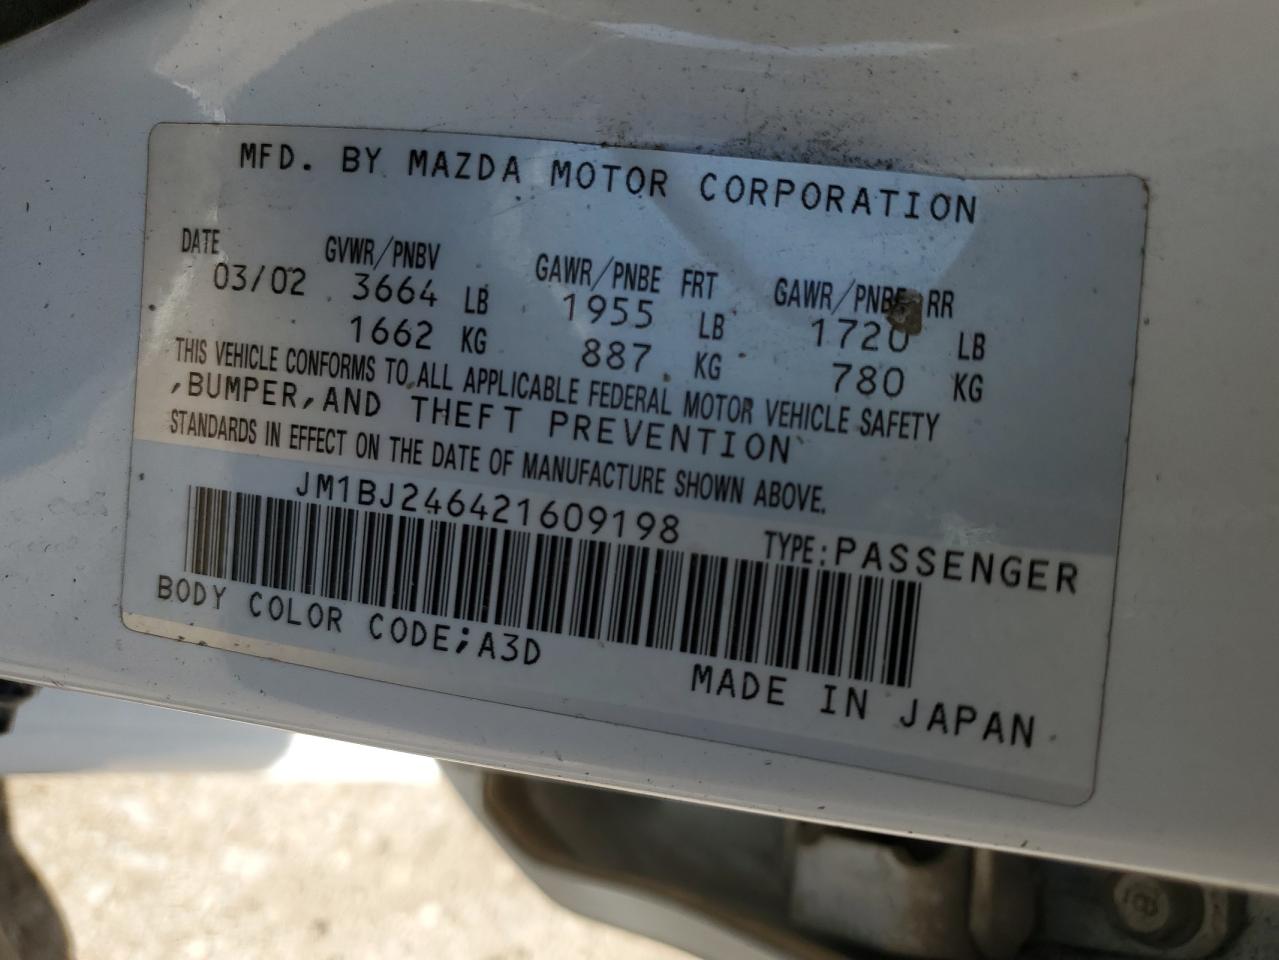 MFD. BY MAZDA MOTOR CORPORATION
DATE GVWR/PNBV GAWR/PNBE FRT GAWR/PNBE RR
03/02 3664 LB 1955 LB 1720 LB
1662 KG 887 KG 780 KG
THIS VEHICLE CONFORMS TO ALL APPLICABLE FEDERAL MOTOR VEHICLE SAFETY
,BUMPER,AND THEFT PREVENTION
STANDARDS IN EFFECT ON THE DATE OF MANUFACTURE SHOWN ABOVE.
JM1BJ246421609198 TYPE:PASSENGER
BODY COLOR CODE;A3D
MADE IN JAPAN